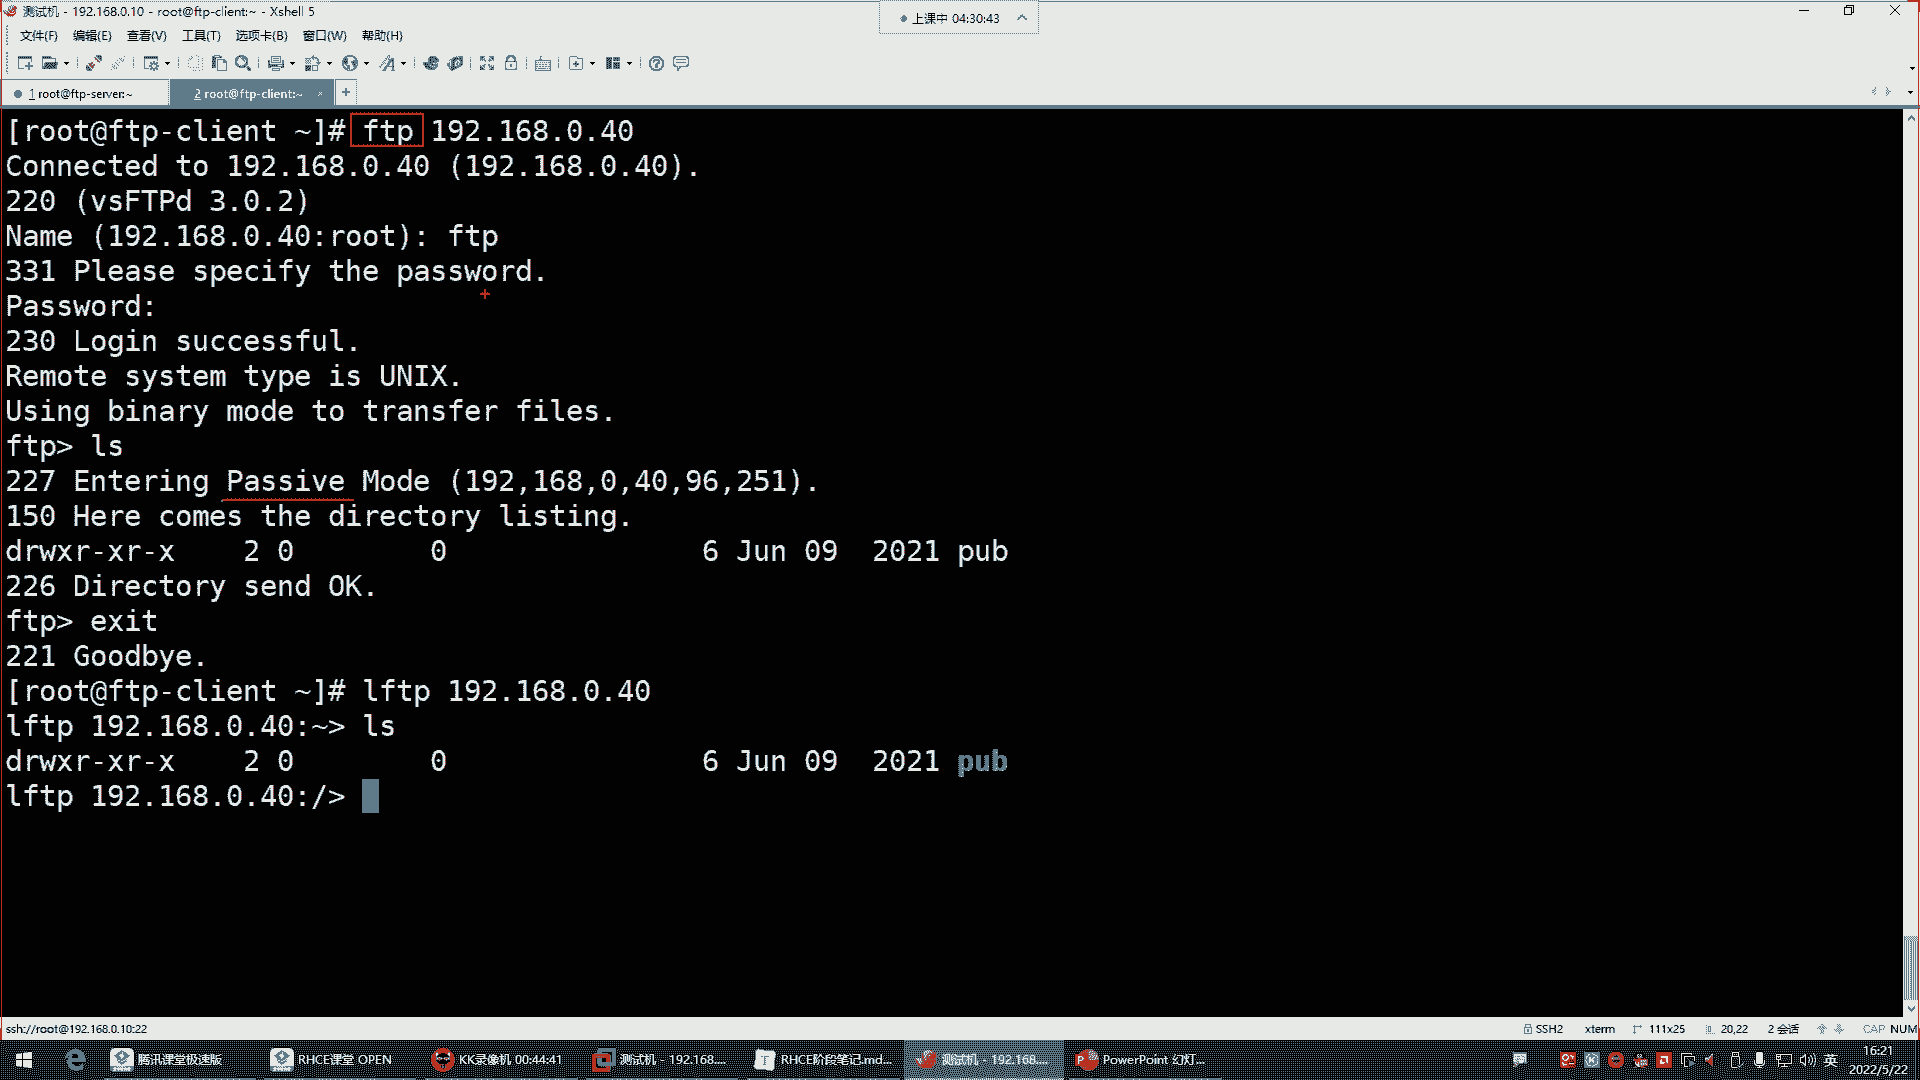 测试机 - 192.168.0.10 - root@ftp-client:~ - Xshell 5
上课中 04:30:43
文件(F) 编辑(E) 查看(V) 工具(T) 选项卡(B) 窗口(W) 帮助(H)
1 root@ftp-server:~ 2 root@ftp-client:~ × +
[root@ftp-client ~]# ftp 192.168.0.40
Connected to 192.168.0.40 (192.168.0.40).
220 (vsFTPd 3.0.2)
Name (192.168.0.40:root): ftp
331 Please specify the password.
Password:
230 Login successful.
Remote system type is UNIX.
Using binary mode to transfer files.
ftp> ls
227 Entering Passive Mode (192,168,0,40,96,251).
150 Here comes the directory listing.
drwxr-xr-x    2 0        0               6 Jun 09  2021 pub
226 Directory send OK.
ftp> exit
221 Goodbye.
[root@ftp-client ~]# lftp 192.168.0.40
lftp 192.168.0.40:~> ls
drwxr-xr-x    2 0        0               6 Jun 09  2021 pub
lftp 192.168.0.40:/>
ssh://root@192.168.0.10:22 SSH2 xterm 111x25 20,22 2 会话 CAP NUM
腾讯课堂极速版 RHCE课堂 OPEN KK录像机 00:44:41 测试机 - 192.168.... RHCE阶段笔记.md... 测试机 - 192.168.... PowerPoint 幻灯... 英 16:21
2022/5/22